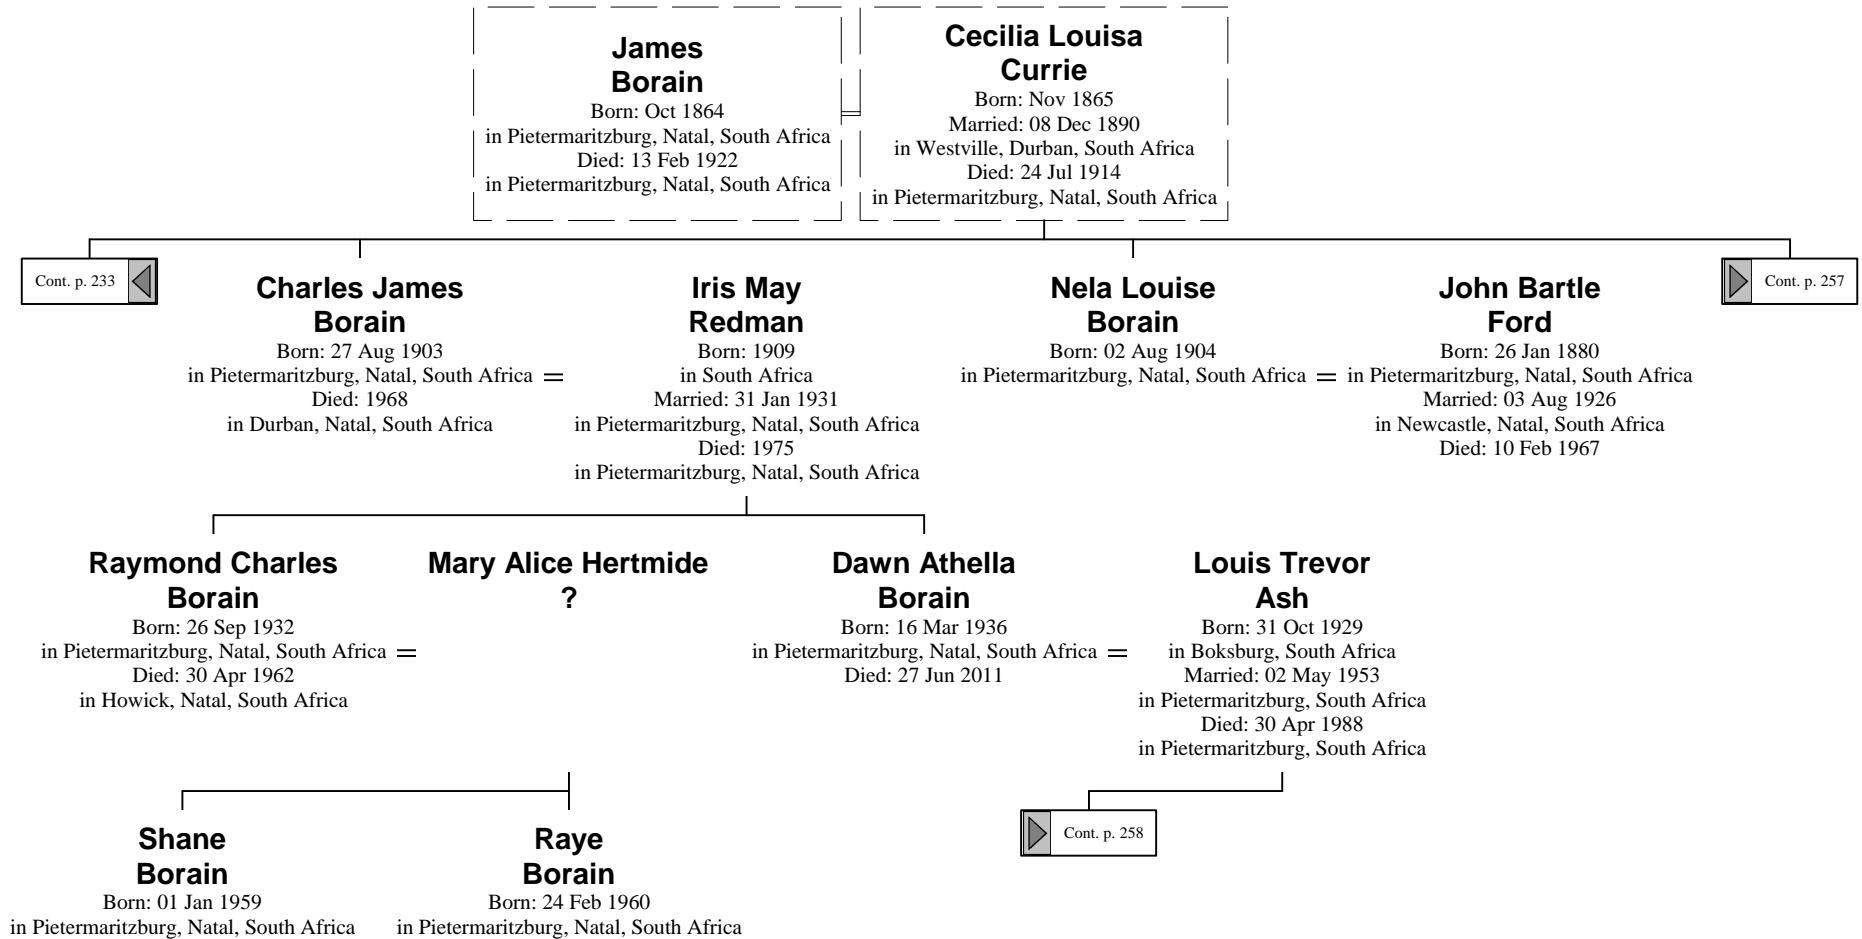 James
Borain
Born: Oct 1864
in Pietermaritzburg, Natal, South Africa
Died: 13 Feb 1922
in Pietermaritzburg, Natal, South Africa
Cecilia Louisa
Currie
Born: Nov 1865
Married: 08 Dec 1890
in Westville, Durban, South Africa
Died: 24 Jul 1914
in Pietermaritzburg, Natal, South Africa
Cont. p. 233
Charles James
Borain
Born: 27 Aug 1903
in Pietermaritzburg, Natal, South Africa =
Died: 1968
in Durban, Natal, South Africa
Iris May
Redman
Born: 1909
in South Africa
Married: 31 Jan 1931
in Pietermaritzburg, Natal, South Africa
Died: 1975
in Pietermaritzburg, Natal, South Africa
Nela Louise
Borain
Born: 02 Aug 1904
in Pietermaritzburg, Natal, South Africa =
John Bartle
Ford
Born: 26 Jan 1880
in Pietermaritzburg, Natal, South Africa
Married: 03 Aug 1926
in Newcastle, Natal, South Africa
Died: 10 Feb 1967
Cont. p. 257
Raymond Charles
Borain
Born: 26 Sep 1932
in Pietermaritzburg, Natal, South Africa =
Died: 30 Apr 1962
in Howick, Natal, South Africa
Mary Alice Hertmide
?
Dawn Athella
Borain
Born: 16 Mar 1936
in Pietermaritzburg, Natal, South Africa =
Died: 27 Jun 2011
Louis Trevor
Ash
Born: 31 Oct 1929
in Boksburg, South Africa
Married: 02 May 1953
in Pietermaritzburg, South Africa
Died: 30 Apr 1988
in Pietermaritzburg, South Africa
Shane
Borain
Born: 01 Jan 1959
in Pietermaritzburg, Natal, South Africa
Raye
Borain
Born: 24 Feb 1960
in Pietermaritzburg, Natal, South Africa
Cont. p. 258